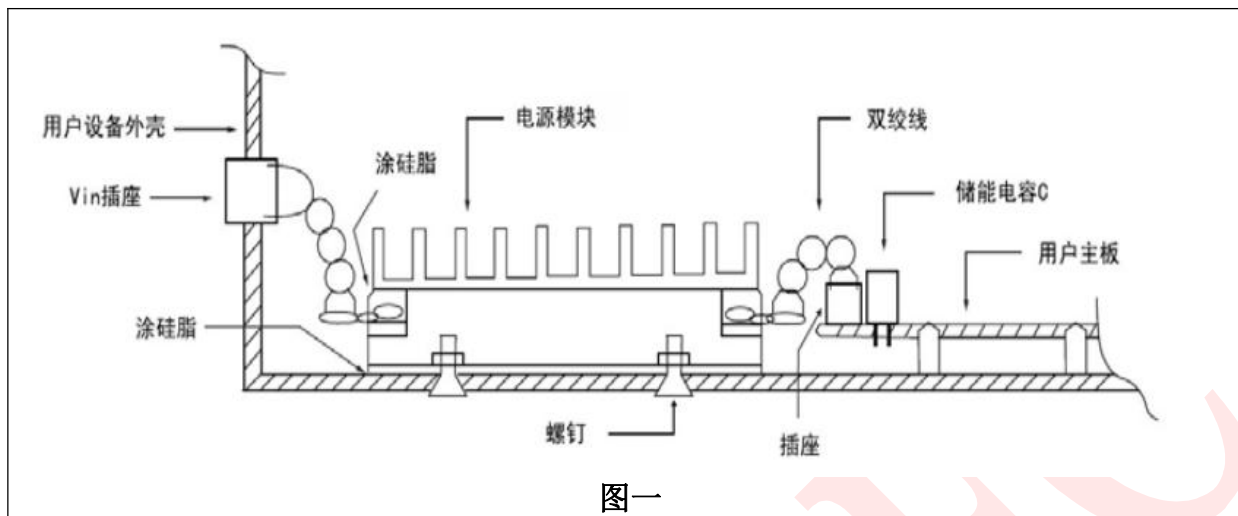 电源模块
双绞线
用户设备外壳
涂硅脂
Vin插座
储能电容C
用户主板
涂硅脂
螺钉
插座
图一